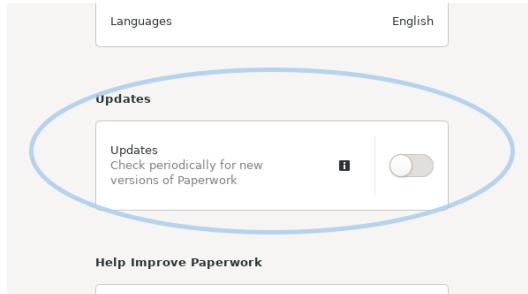 Languages English
Updates
Updates
Check periodically for new
versions of Paperwork
Help Improve Paperwork